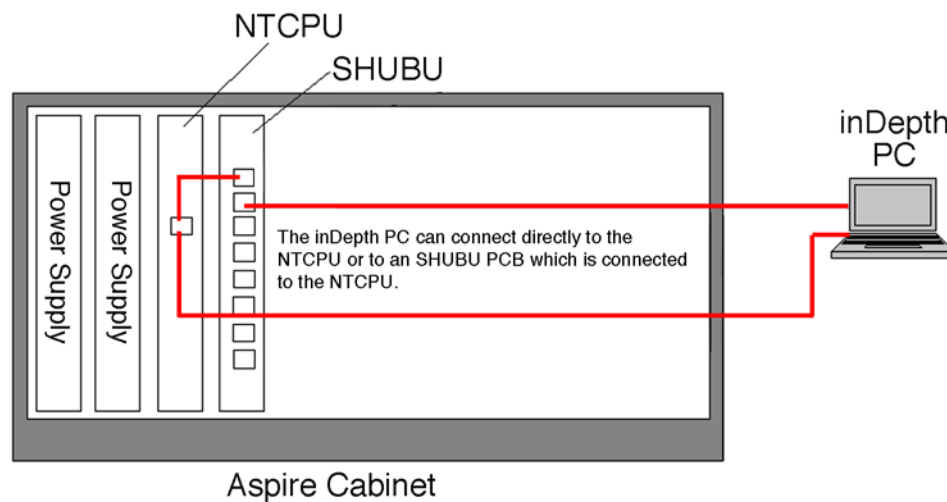 NTCPU
SHUBU
inDepth
PC
Power Supply
Power Supply
The inDepth PC can connect directly to the
NTCPU or to an SHUBU PCB which is connected
to the NTCPU.
Aspire Cabinet